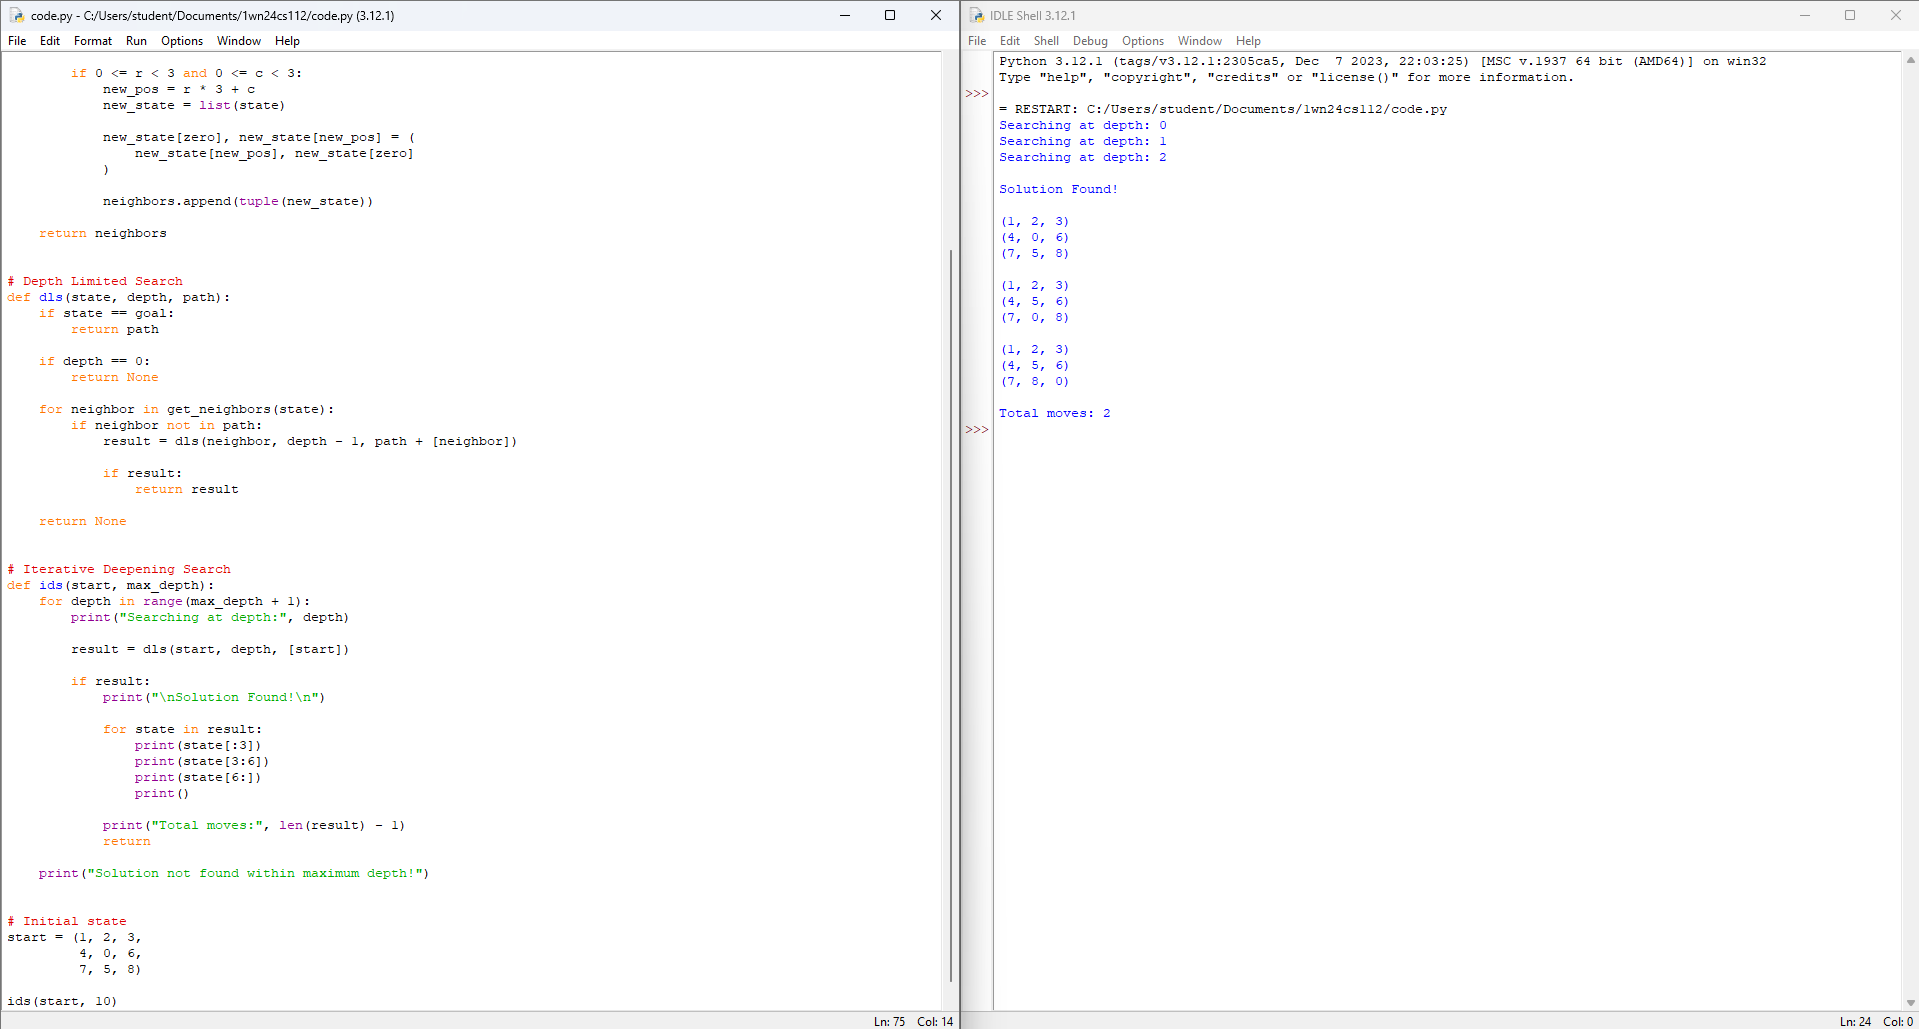 code.py - C:/Users/student/Documents/1wn24cs112/code.py (3.12.1)
File Edit Format Run Options Window Help
        if 0 <= r < 3 and 0 <= c < 3:
            new_pos = r * 3 + c
            new_state = list(state)
            new_state[zero], new_state[new_pos] = (
                new_state[new_pos], new_state[zero]
            )
            neighbors.append(tuple(new_state))
    return neighbors
# Depth Limited Search
def dls(state, depth, path):
    if state == goal:
        return path
    if depth == 0:
        return None
    for neighbor in get_neighbors(state):
        if neighbor not in path:
            result = dls(neighbor, depth - 1, path + [neighbor])
            if result:
                return result
    return None
# Iterative Deepening Search
def ids(start, max_depth):
    for depth in range(max_depth + 1):
        print("Searching at depth:", depth)
        result = dls(start, depth, [start])
        if result:
            print("\nSolution Found!\n")
            for state in result:
                print(state[:3])
                print(state[3:6])
                print(state[6:])
                print()
            print("Total moves:", len(result) - 1)
            return
    print("Solution not found within maximum depth!")
# Initial state
start = (1, 2, 3,
         4, 0, 6,
         7, 5, 8)
ids(start, 10)
Ln: 75 Col: 14
IDLE Shell 3.12.1
File Edit Shell Debug Options Window Help
Python 3.12.1 (tags/v3.12.1:2305ca5, Dec  7 2023, 22:03:25) [MSC v.1937 64 bit (AMD64)] on win32
Type "help", "copyright", "credits" or "license()" for more information.
>>>
= RESTART: C:/Users/student/Documents/1wn24cs112/code.py
Searching at depth: 0
Searching at depth: 1
Searching at depth: 2
Solution Found!
(1, 2, 3)
(4, 0, 6)
(7, 5, 8)
(1, 2, 3)
(4, 5, 6)
(7, 0, 8)
(1, 2, 3)
(4, 5, 6)
(7, 8, 0)
Total moves: 2
>>>
Ln: 24 Col: 0